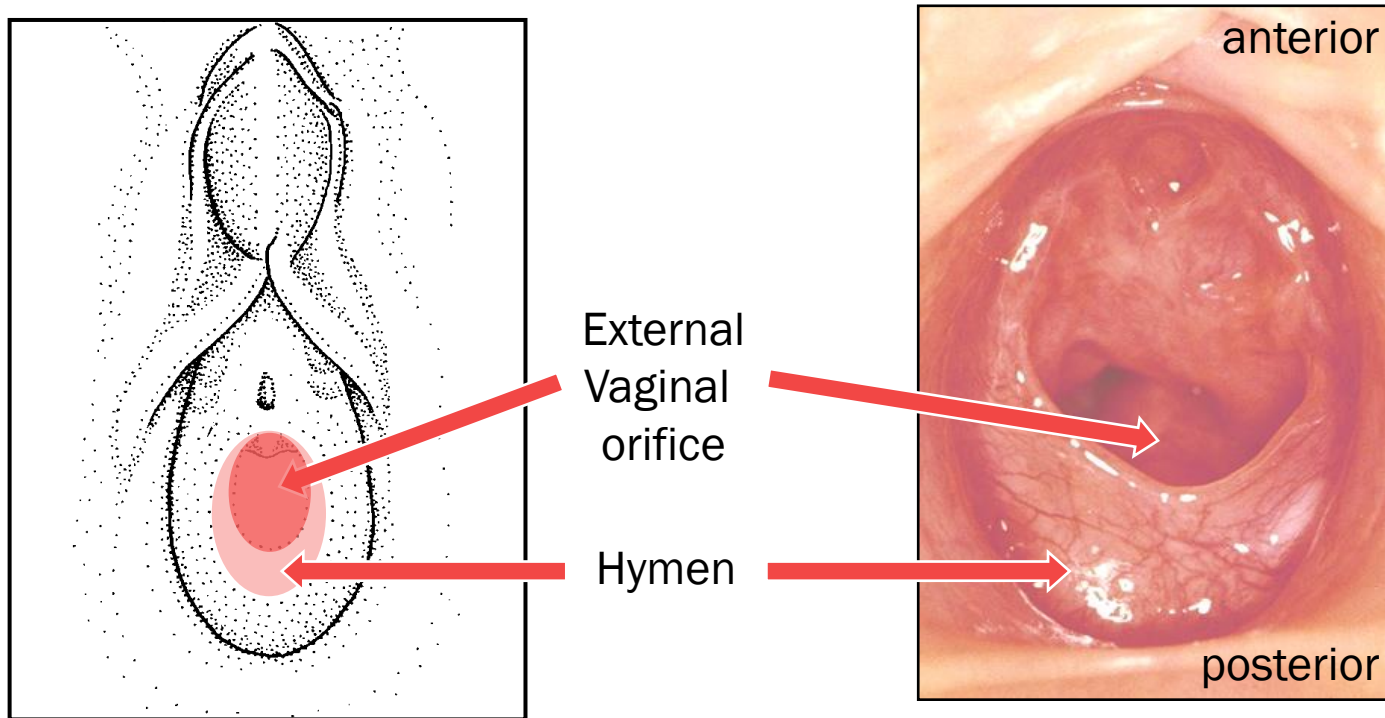 anterior
External
Vaginal
orifice
Hymen
posterior